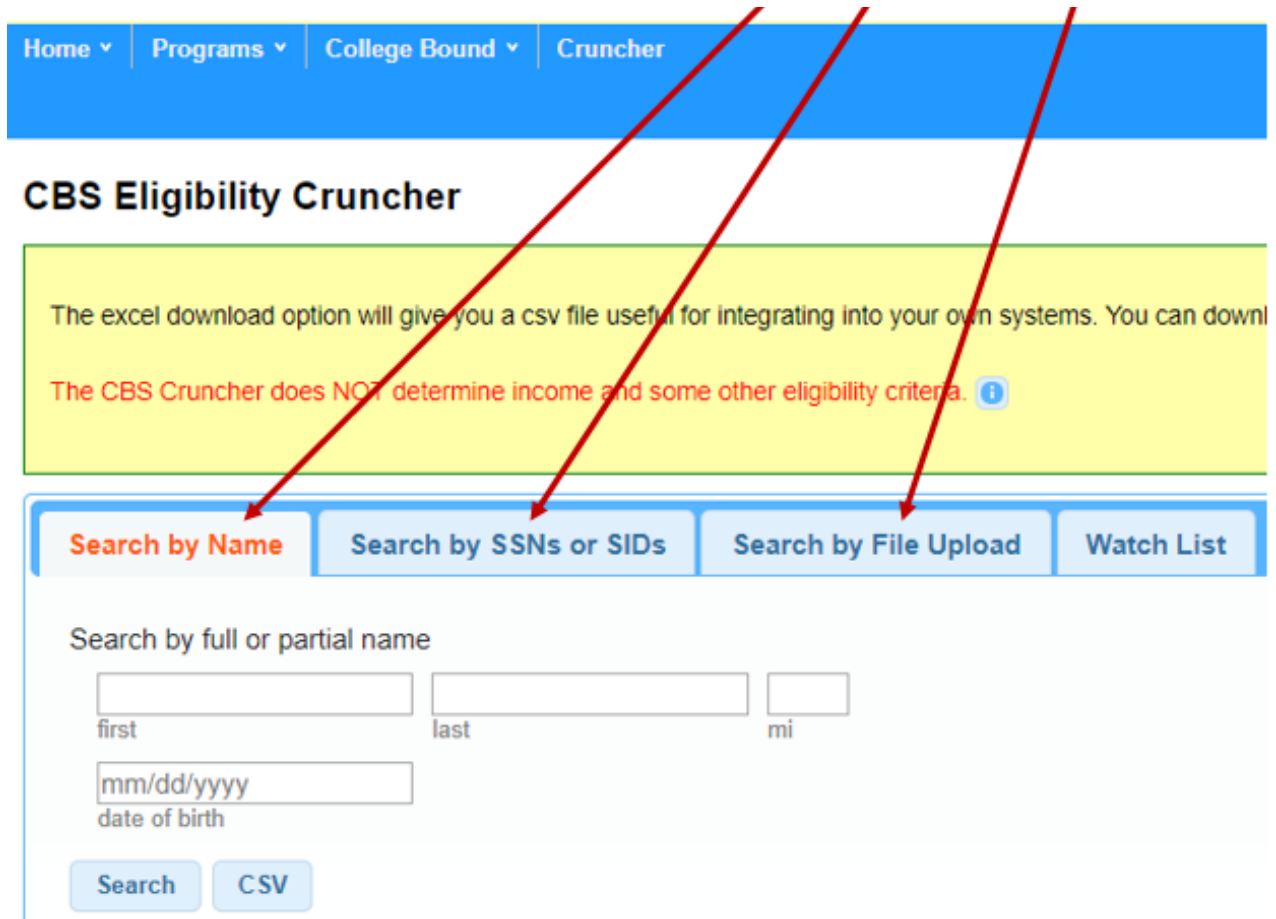 Home Programs College Bound Cruncher
CBS Eligibility Cruncher
The excel download option will give you a csv file useful for integrating into your own systems. You can downl
The CBS Cruncher does NOT determine income and some other eligibility criteria.
Search by Name Search by SSNs or SIDs Search by File Upload Watch List
Search by full or partial name
first last mi
mm/dd/yyyy
date of birth
Search CSV